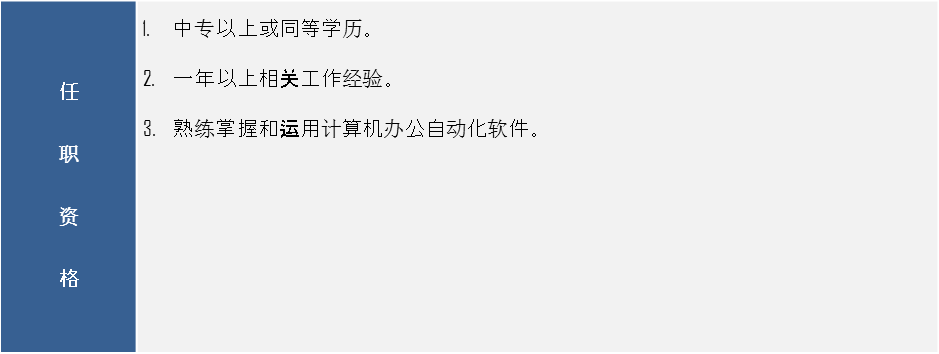 任职资格
1. 中专以上或同等学历。
2. 一年以上相关工作经验。
3. 熟练掌握和运用计算机办公自动化软件。